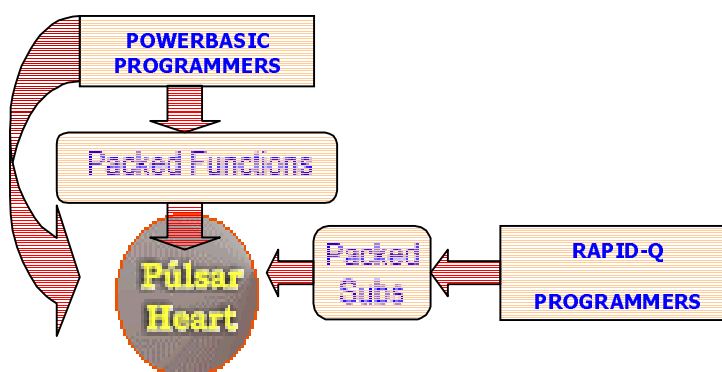 POWERBASIC
PROGRAMMERS
Packed Functions
Púlsar
Heart
Packed
Subs
RAPID-Q
PROGRAMMERS